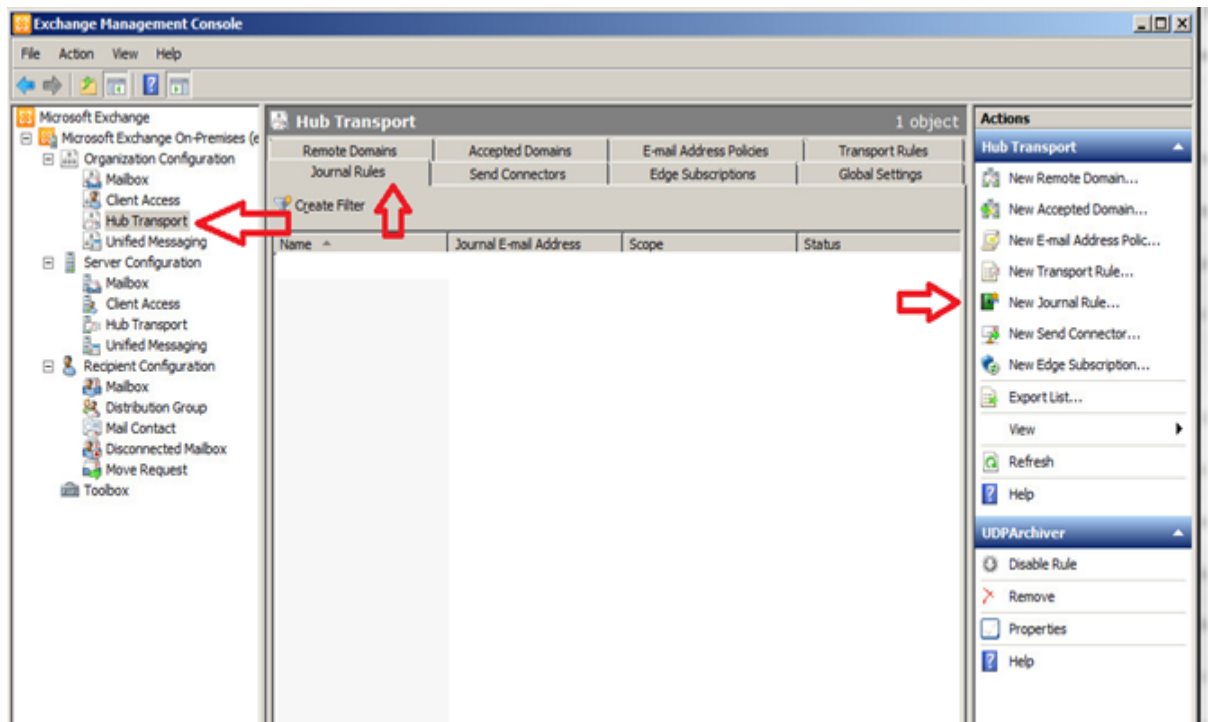 Exchange Management Console
File Action View Help
Microsoft Exchange
Microsoft Exchange On-Premises (e
Organization Configuration
Mailbox
Client Access
Hub Transport
Unified Messaging
Server Configuration
Mailbox
Client Access
Hub Transport
Unified Messaging
Recipient Configuration
Mailbox
Distribution Group
Mail Contact
Disconnected Mailbox
Move Request
Toolbox
Hub Transport 1 object
Remote Domains Accepted Domains E-mail Address Policies Transport Rules
Journal Rules Send Connectors Edge Subscriptions Global Settings
Create Filter
Name Journal E-mail Address Scope Status
Actions
Hub Transport
New Remote Domain...
New Accepted Domain...
New E-mail Address Polic...
New Transport Rule...
New Journal Rule...
New Send Connector...
New Edge Subscription...
Export List...
View
Refresh
Help
UDPArchiver
Disable Rule
Remove
Properties
Help